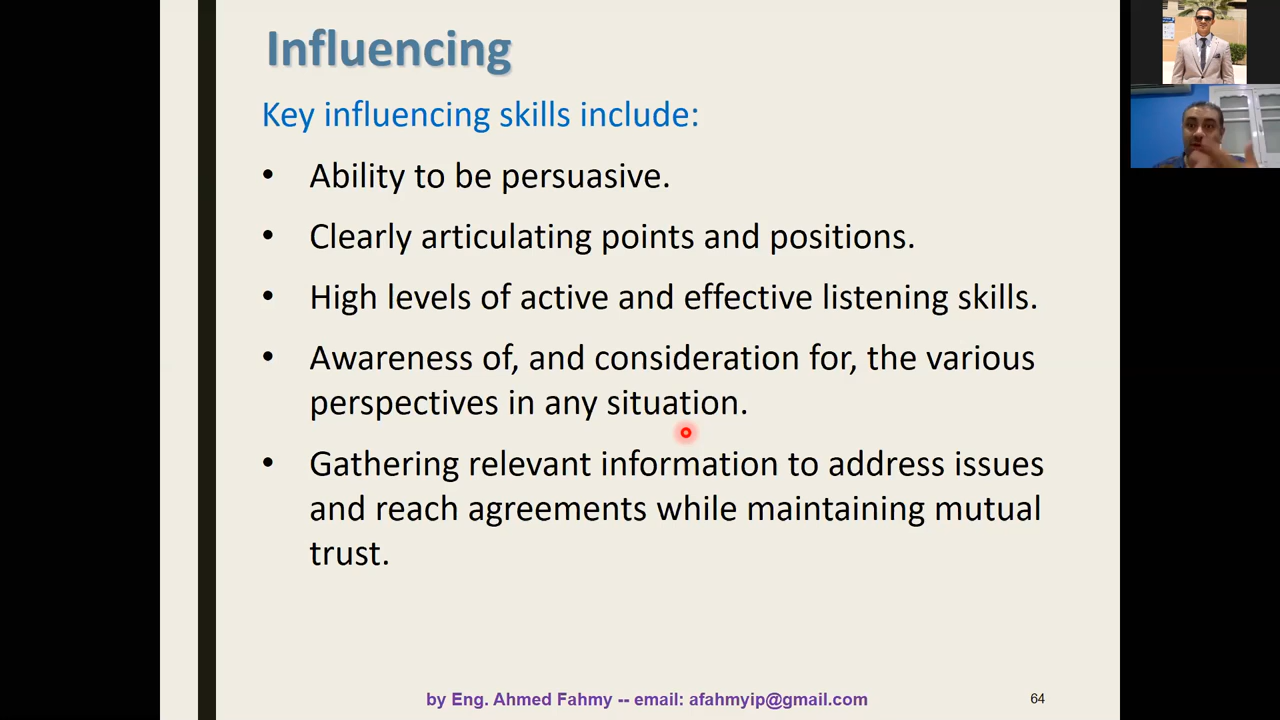 Influencing
Key influencing skills include:
• Ability to be persuasive.
• Clearly articulating points and positions.
• High levels of active and effective listening skills.
• Awareness of, and consideration for, the various
perspectives in any situation.
• Gathering relevant information to address issues
and reach agreements while maintaining mutual
trust.
by Eng. Ahmed Fahmy -- email: afahmyip@gmail.com
64